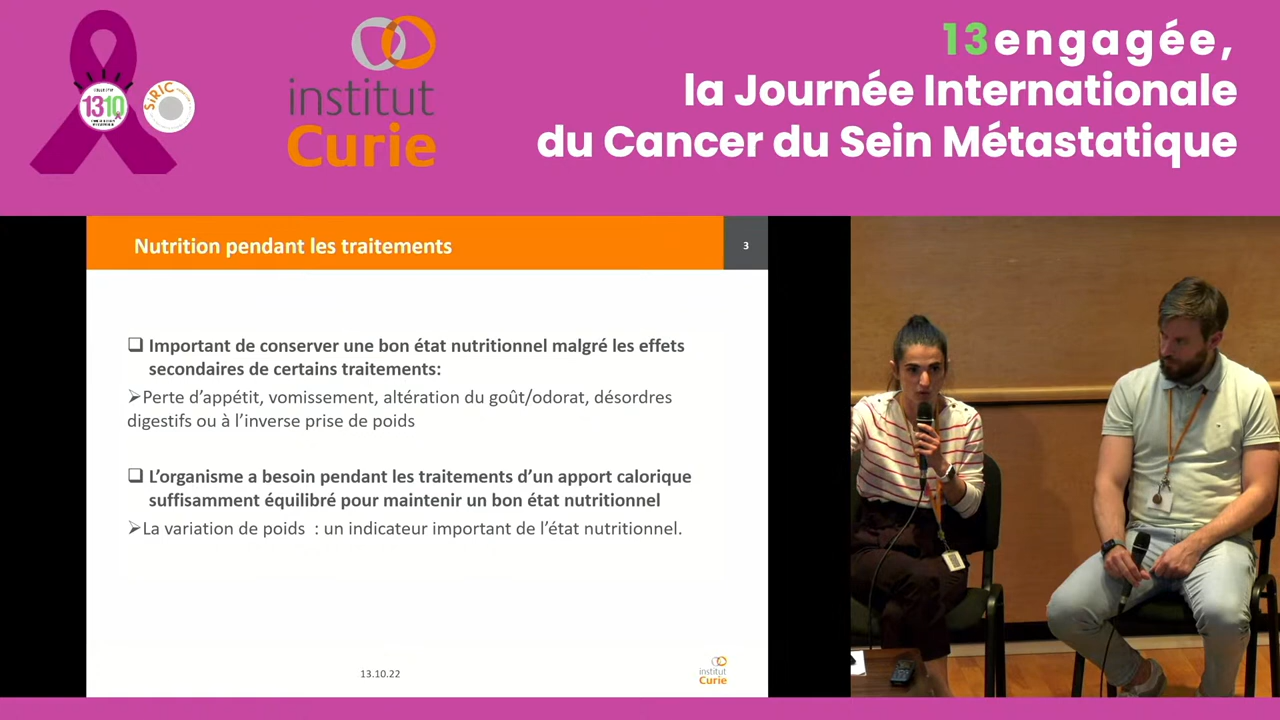 1310
SiRIC
institut
Curie
13engagée,
la Journée Internationale
du Cancer du Sein Métastatique
Nutrition pendant les traitements
3
Important de conserver une bon état nutritionnel malgré les effets
secondaires de certains traitements:
Perte d’appétit, vomissement, altération du goût/odorat, désordres
digestifs ou à l’inverse prise de poids
L’organisme a besoin pendant les traitements d’un apport calorique
suffisamment équilibré pour maintenir un bon état nutritionnel
La variation de poids : un indicateur important de l’état nutritionnel.
13.10.22
institut
Curie